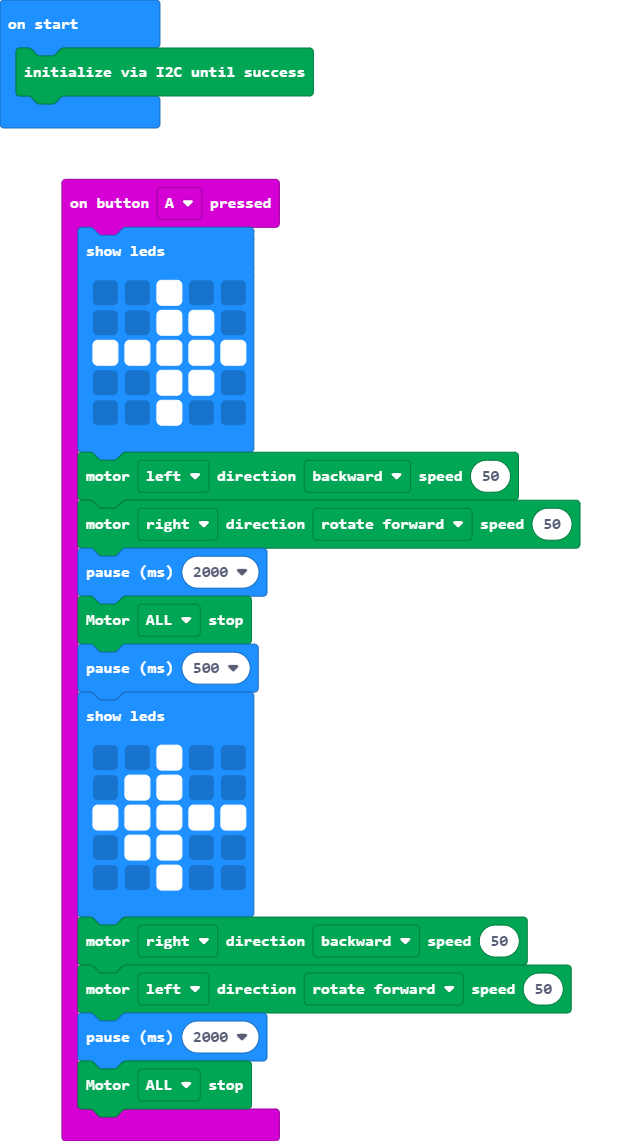 on start
initialize via I2C until success
on button A pressed
show leds
motor left direction backward speed 50
motor right direction rotate forward speed 50
pause (ms) 2000
Motor ALL stop
pause (ms) 500
show leds
motor right direction backward speed 50
motor left direction rotate forward speed 50
pause (ms) 2000
Motor ALL stop